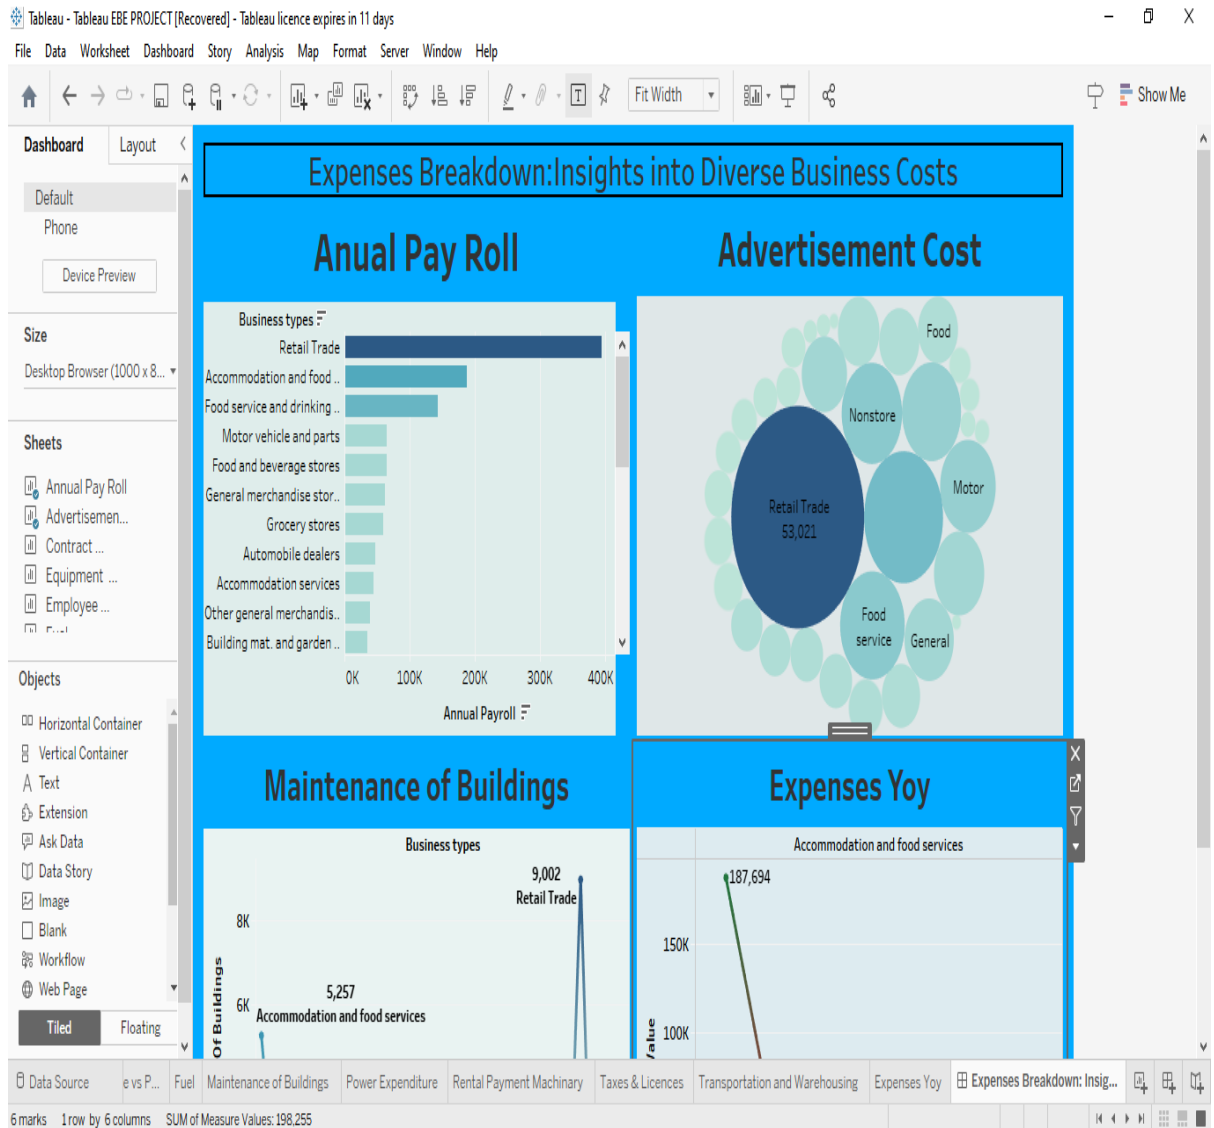 Tableau - Tableau EBE PROJECT [Recovered] - Tableau licence expires in 11 days
File Data Worksheet Dashboard Story Analysis Map Format Server Window Help
Fit Width
Show Me
Dashboard Layout
Default
Phone
Device Preview
Size
Desktop Browser (1000 x 8...
Sheets
Annual Pay Roll
Advertisemen...
Contract ...
Equipment ...
Employee ...
Objects
Horizontal Container
Vertical Container
Text
Extension
Ask Data
Data Story
Image
Blank
Workflow
Web Page
Tiled Floating
Expenses Breakdown:Insights into Diverse Business Costs
Anual Pay Roll
Business types
Retail Trade
Accommodation and food ..
Food service and drinking ..
Motor vehicle and parts
Food and beverage stores
General merchandise stor..
Grocery stores
Automobile dealers
Accommodation services
Other general merchandis..
Building mat. and garden ..
0K 100K 200K 300K 400K
Annual Payroll
Advertisement Cost
Food
Nonstore
Motor
Retail Trade
53,021
Food
service
General
Maintenance of Buildings
Business types
9,002
Retail Trade
8K
5,257
6K
Accommodation and food services
Of Buildings
Expenses Yoy
Accommodation and food services
187,694
150K
100K
Value
Data Source e vs P... Fuel Maintenance of Buildings Power Expenditure Rental Payment Machinary Taxes & Licences Transportation and Warehousing Expenses Yoy Expenses Breakdown: Insig...
6 marks 1 row by 6 columns SUM of Measure Values: 198,255